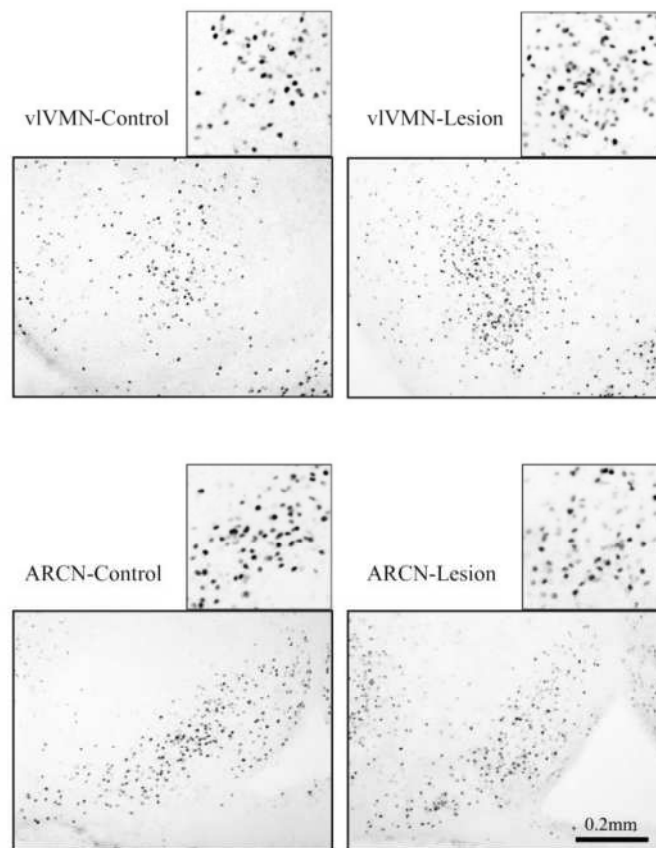 vlVMN-Control
vlVMN-Lesion
ARCN-Control
ARCN-Lesion
0.2mm